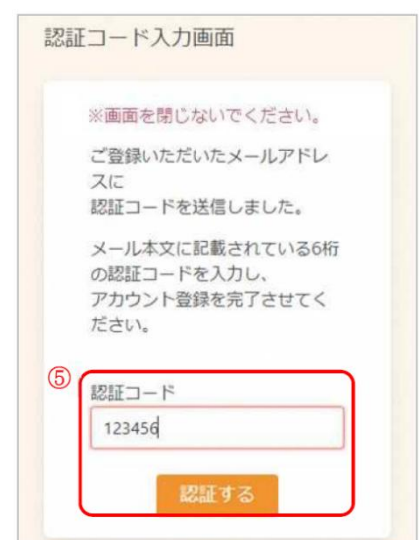 認証コード入力画面
※画面を閉じないでください。
ご登録いただいたメールアドレ
スに
認証コードを送信しました。
メール本文に記載されている6桁
の認証コードを入力し、
アカウント登録を完了させてく
ださい。
⑤
認証コード
123456
認証する